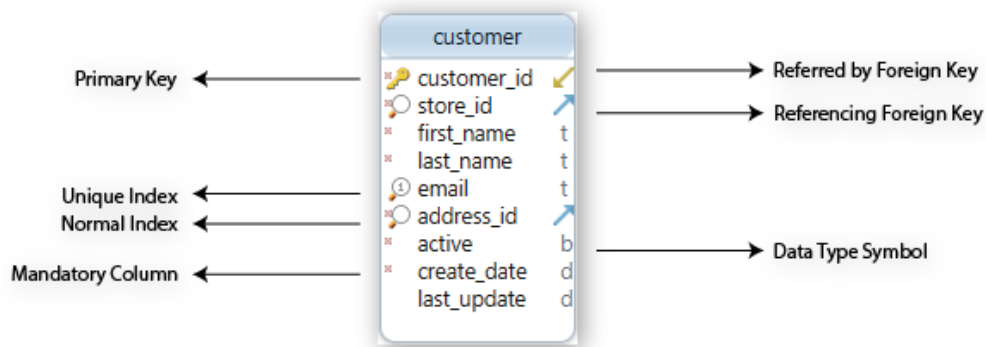 customer
Primary Key
customer_id
Referred by Foreign Key
store_id
Referencing Foreign Key
first_name t
last_name t
Unique Index
1 email t
Normal Index
address_id
active b
Data Type Symbol
Mandatory Column
create_date d
last_update d